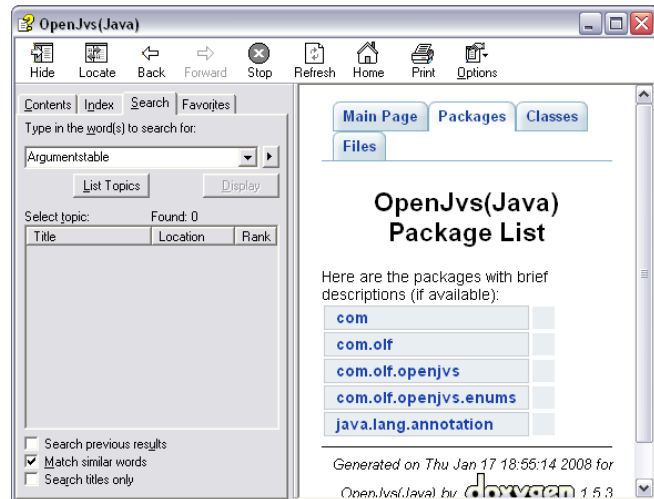 OpenJvs(Java)
Hide Locate Back Forward Stop Refresh Home Print Options
Contents Index Search Favorites
Type in the word(s) to search for:
Argumentstable
List Topics Display
Select topic: Found: 0
Title Location Rank
Search previous results
Match similar words
Search titles only
Main Page Packages Classes
Files
OpenJvs(Java)
Package List
Here are the packages with brief
descriptions (if available):
com
com.olf
com.olf.openjvs
com.olf.openjvs.enums
java.lang.annotation
Generated on Thu Jan 17 18:55:14 2008 for
OpenJvs(Java) by doxygen 1.5.3